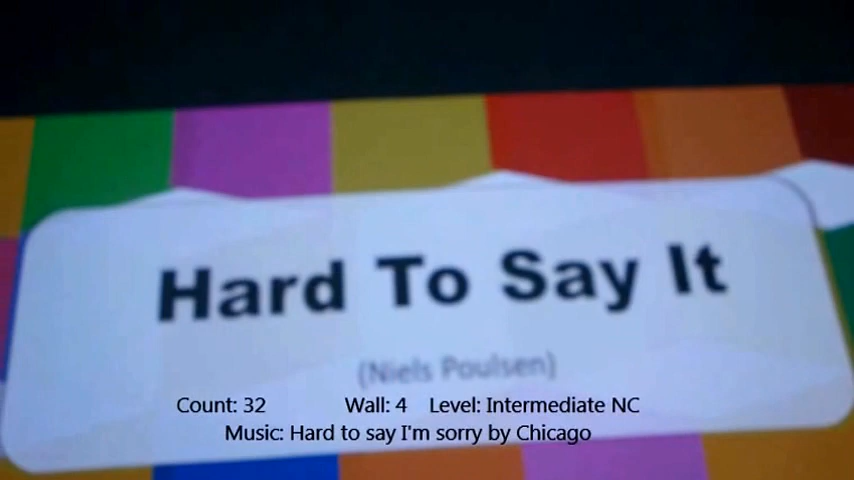 Hard To Say It
(Niels Poulsen)
Count: 32 Wall: 4 Level: Intermediate NC
Music: Hard to say I'm sorry by Chicago